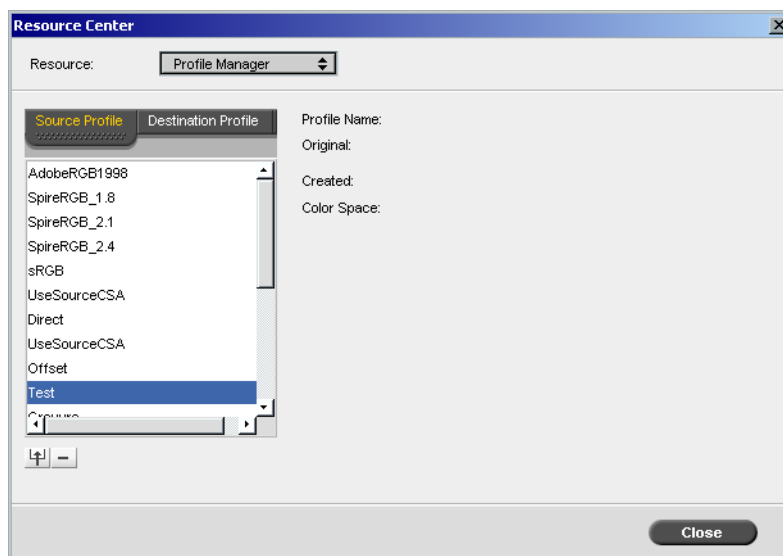 Resource Center
Resource: Profile Manager
Source Profile Destination Profile
AdobeRGB1998
SpireRGB_1.8
SpireRGB_2.1
SpireRGB_2.4
sRGB
UseSourceCSA
Direct
UseSourceCSA
Offset
Test
Profile Name:
Original:
Created:
Color Space:
Close